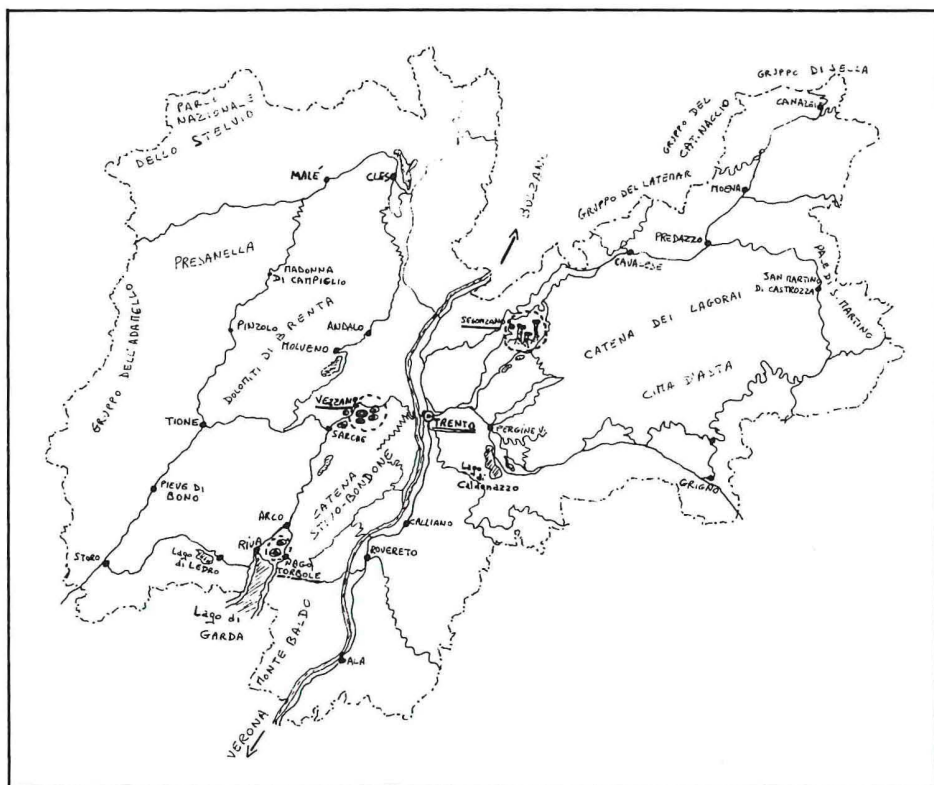 GRUPPO DI SELLA
CANAZEI
PARCO
NAZIONALE
DELLO STELVIO
GRUPPO DEL
CATINACCIO
MALÉ
CLES
BOLZANO
GRUPPO DEL LATEMAR
MOENA
PREDAZZO
CAVALESE
PRESANELLA
MADONNA
DI CAMPIGLIO
PALE DI S. MARTINO
SAN MARTINO
DI CASTROZZA
GRUPPO DELL'ADAMELLO
PINZOLO
DOLOMITI DI BRENTA
ANDALO
MOLVENO
SEGONZANO
CATENA DEI LAGORAI
CIMA D'ASTA
VEZZANO
TIONE
SARCHE
TRENTO
PERGINE V.
Lago
di
Caldonazzo
CATENA
STIVO-BONDONE
GRIGNO
PIEVE DI
BONO
ARCO
CALLIANO
RIVA
NAGO
TORBOLE
ROVERETO
STORO
Lago
di LEDRO
Lago di
GARDA
MONTE BALDO
ALA
VERONA